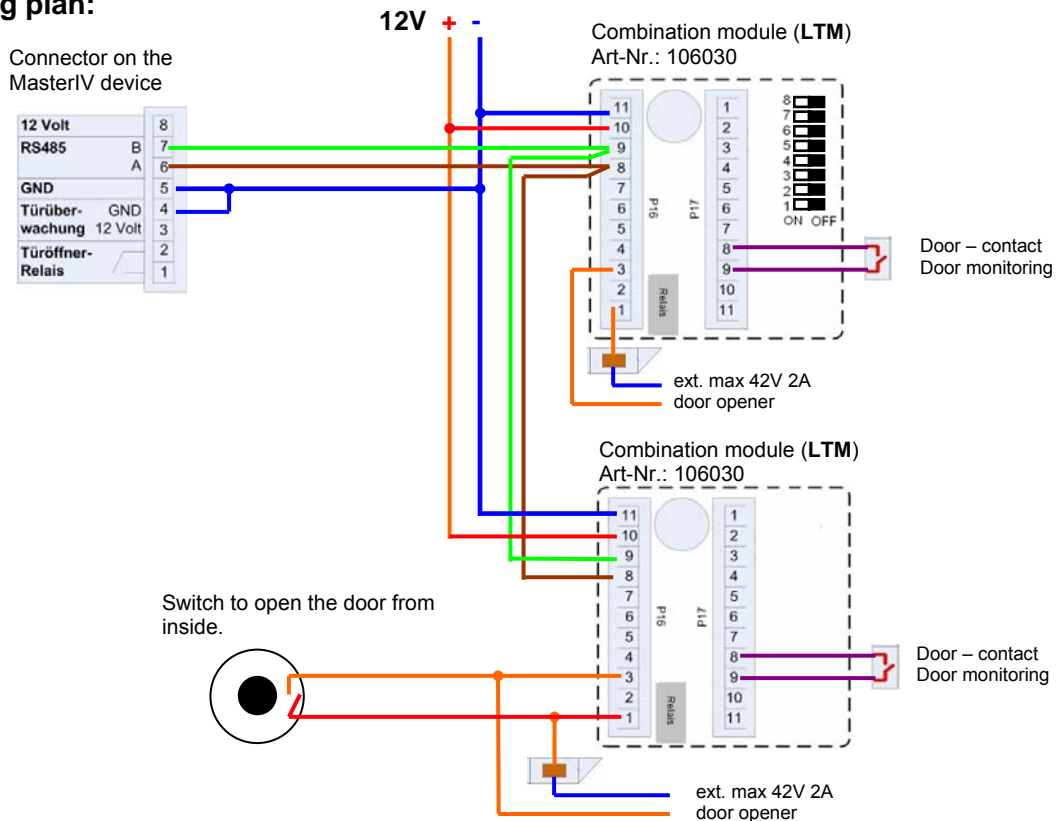 g plan:
12V + -
Connector on the
MasterIV device
12 Volt 8
RS485 B 7
A 6
GND 5
Türüber- GND 4
wachung 12 Volt 3
Türöffner- 2
Relais 1
Combination module (LTM)
Art-Nr.: 106030
11
10
9
8
7
6
5
4
3
2
1
P16
P17
Relais
1
2
3
4
5
6
7
8
9
10
11
8
7
6
5
4
3
2
1
ON OFF
Door – contact
Door monitoring
ext. max 42V 2A
door opener
Combination module (LTM)
Art-Nr.: 106030
11
10
9
8
7
6
5
4
3
2
1
P16
P17
Relais
1
2
3
4
5
6
7
8
9
10
11
Door – contact
Door monitoring
Switch to open the door from
inside.
ext. max 42V 2A
door opener